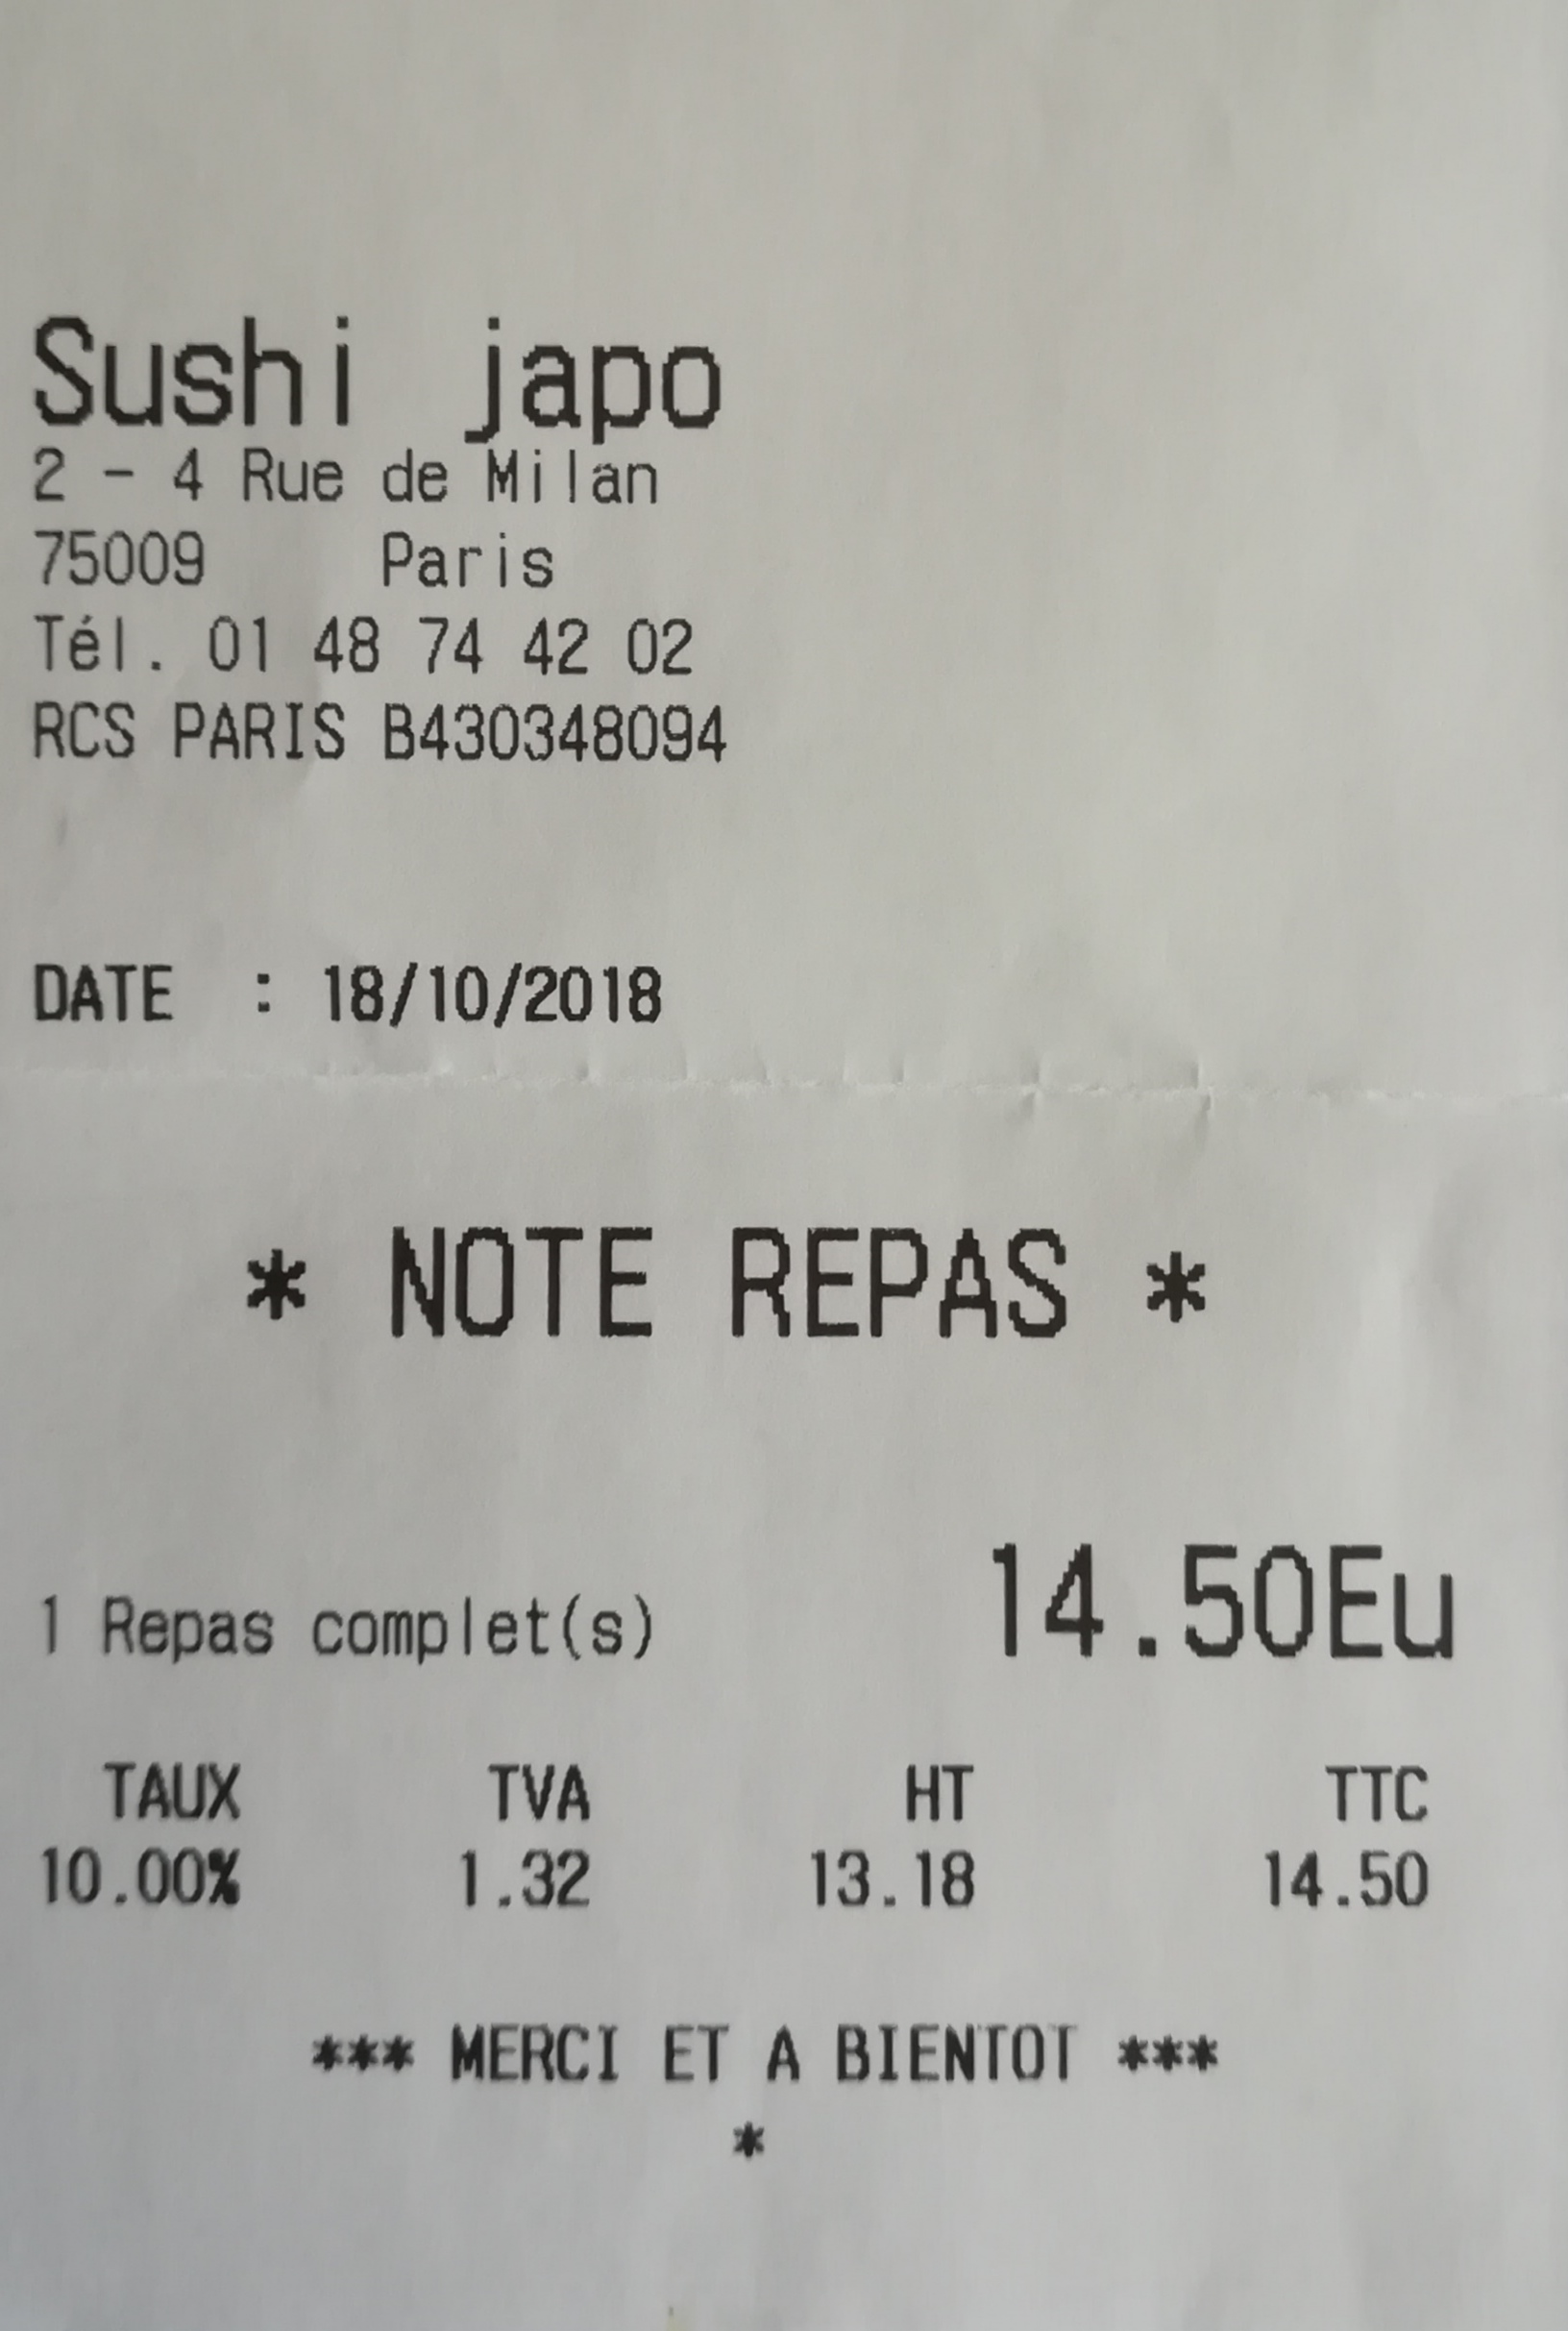 Sushi japo
2 - 4 Rue de Milan
75009 Paris
Tél. 01 48 74 42 02
RCS PARIS B430348094
DATE : 18/10/2018
* NOTE REPAS *
1 Repas complet(s) 14.50Eu
TAUX TVA HT TTC
10.00% 1.32 13.18 14.50
*** MERCI ET A BIENTOT ***
*